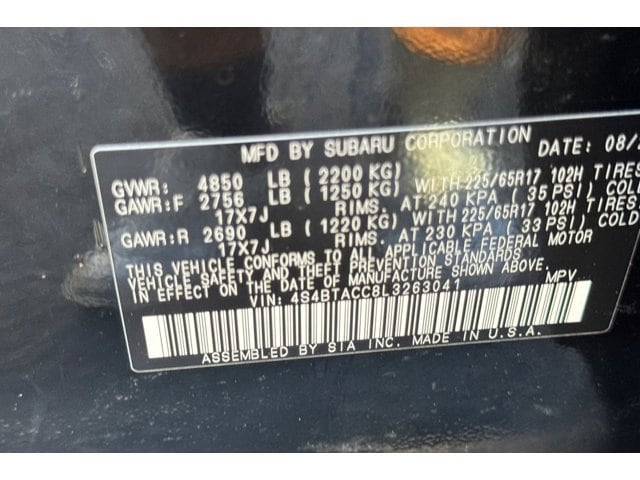 MFD BY SUBARU CORPORATION DATE: 08/
GVWR: 4850 LB (2200 KG)
GAWR:F 2756 LB (1250 KG) WITH 225/65R17 102H TIRES
17X7J RIMS. AT 240 KPA (35 PSI) COLD
GAWR:R 2690 LB (1220 KG) WITH 225/65R17 102H TIRES
17X7J RIMS. AT 230 KPA (33 PSI) COLD
THIS VEHICLE CONFORMS TO ALL APPLICABLE FEDERAL MOTOR
VEHICLE SAFETY AND THEFT PREVENTION STANDARDS
IN EFFECT ON THE DATE OF MANUFACTURE SHOWN ABOVE.
VIN: 4S4BTACC8L3263041 MPV
ASSEMBLED BY SIA INC. MADE IN U.S.A.